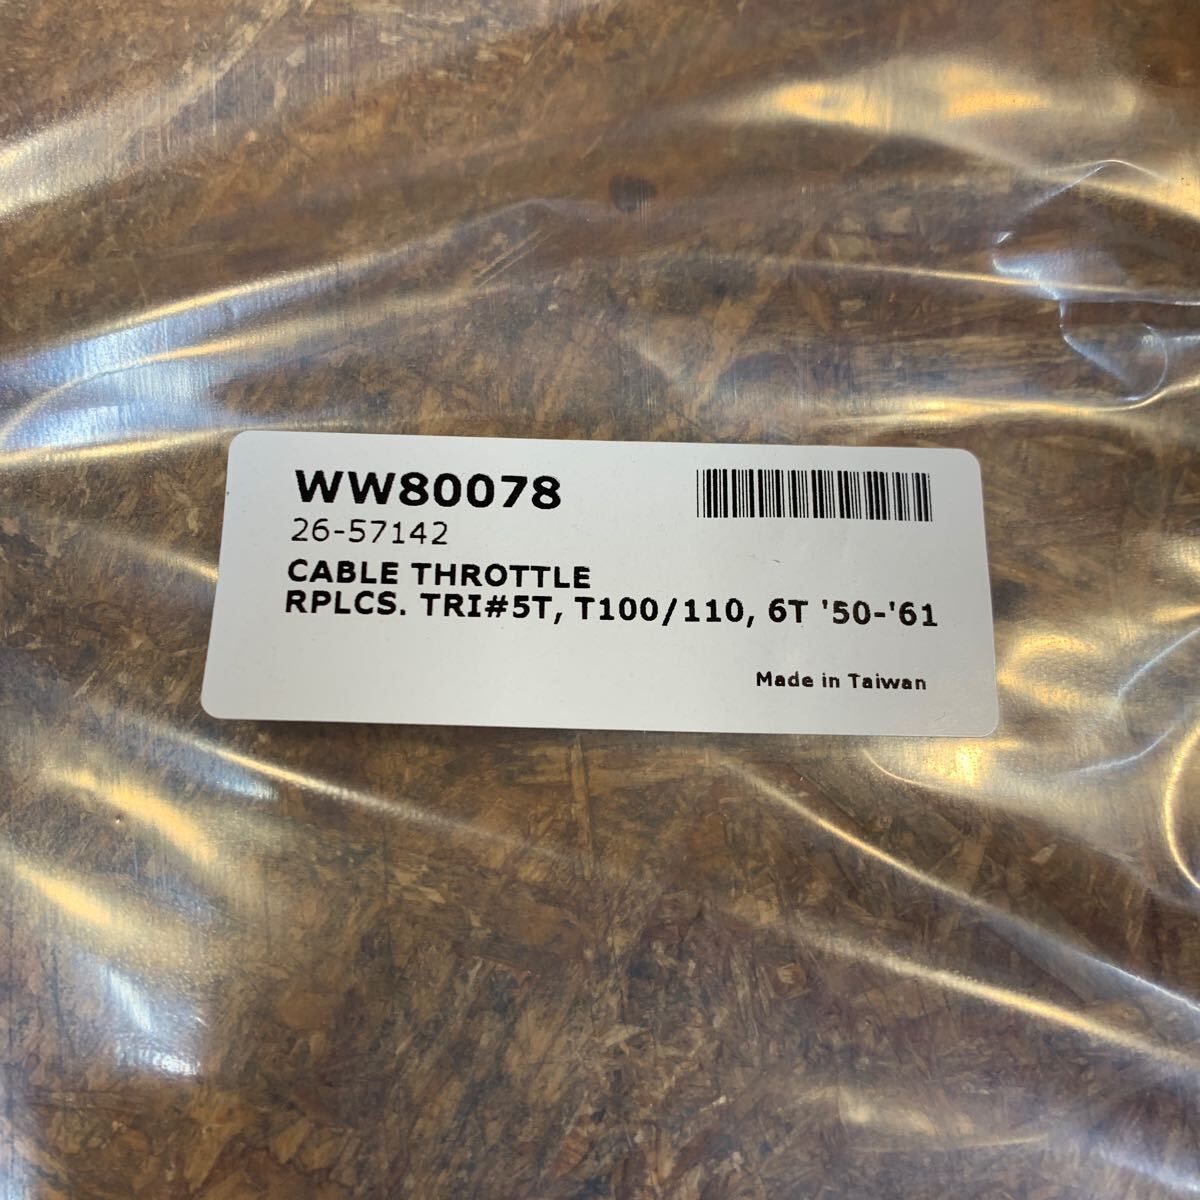 WW80078
26-57142
CABLE THROTTLE
RPLCS. TRI#5T, T100/110, 6T '50-'61
Made in Taiwan